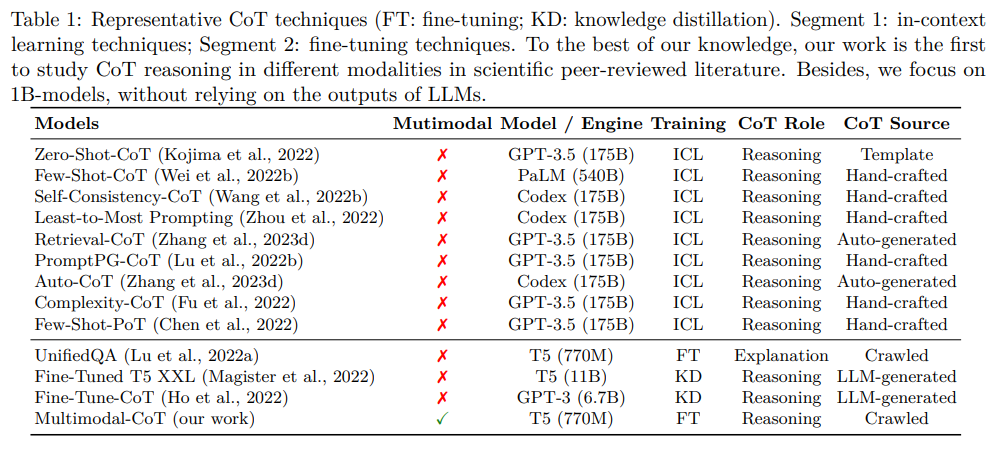 Table 1: Representative CoT techniques (FT: fine-tuning; KD: knowledge distillation). Segment 1: in-context
learning techniques; Segment 2: fine-tuning techniques. To the best of our knowledge, our work is the first
to study CoT reasoning in different modalities in scientific peer-reviewed literature. Besides, we focus on
1B-models, without relying on the outputs of LLMs.
Models Mutimodal Model / Engine Training CoT Role CoT Source
Zero-Shot-CoT (Kojima et al., 2022) ✗ GPT-3.5 (175B) ICL Reasoning Template
Few-Shot-CoT (Wei et al., 2022b) ✗ PaLM (540B) ICL Reasoning Hand-crafted
Self-Consistency-CoT (Wang et al., 2022b) ✗ Codex (175B) ICL Reasoning Hand-crafted
Least-to-Most Prompting (Zhou et al., 2022) ✗ Codex (175B) ICL Reasoning Hand-crafted
Retrieval-CoT (Zhang et al., 2023d) ✗ GPT-3.5 (175B) ICL Reasoning Auto-generated
PromptPG-CoT (Lu et al., 2022b) ✗ GPT-3.5 (175B) ICL Reasoning Hand-crafted
Auto-CoT (Zhang et al., 2023d) ✗ Codex (175B) ICL Reasoning Auto-generated
Complexity-CoT (Fu et al., 2022) ✗ GPT-3.5 (175B) ICL Reasoning Hand-crafted
Few-Shot-PoT (Chen et al., 2022) ✗ GPT-3.5 (175B) ICL Reasoning Hand-crafted
UnifiedQA (Lu et al., 2022a) ✗ T5 (770M) FT Explanation Crawled
Fine-Tuned T5 XXL (Magister et al., 2022) ✗ T5 (11B) KD Reasoning LLM-generated
Fine-Tune-CoT (Ho et al., 2022) ✗ GPT-3 (6.7B) KD Reasoning LLM-generated
Multimodal-CoT (our work) ✓ T5 (770M) FT Reasoning Crawled